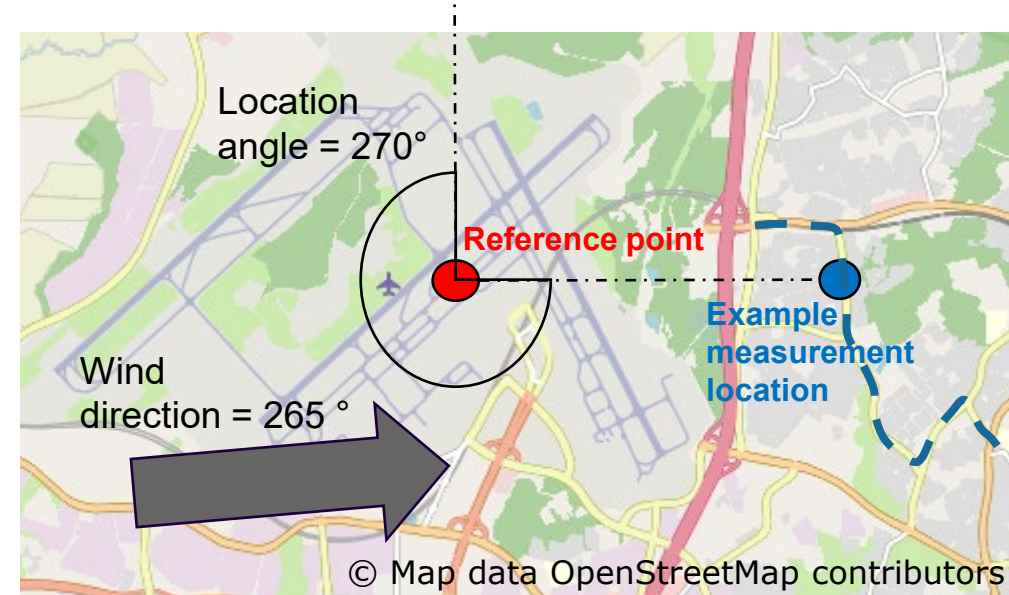 Location
angle = 270°
Reference point
Example
measurement
location
Wind
direction = 265 °
© Map data OpenStreetMap contributors